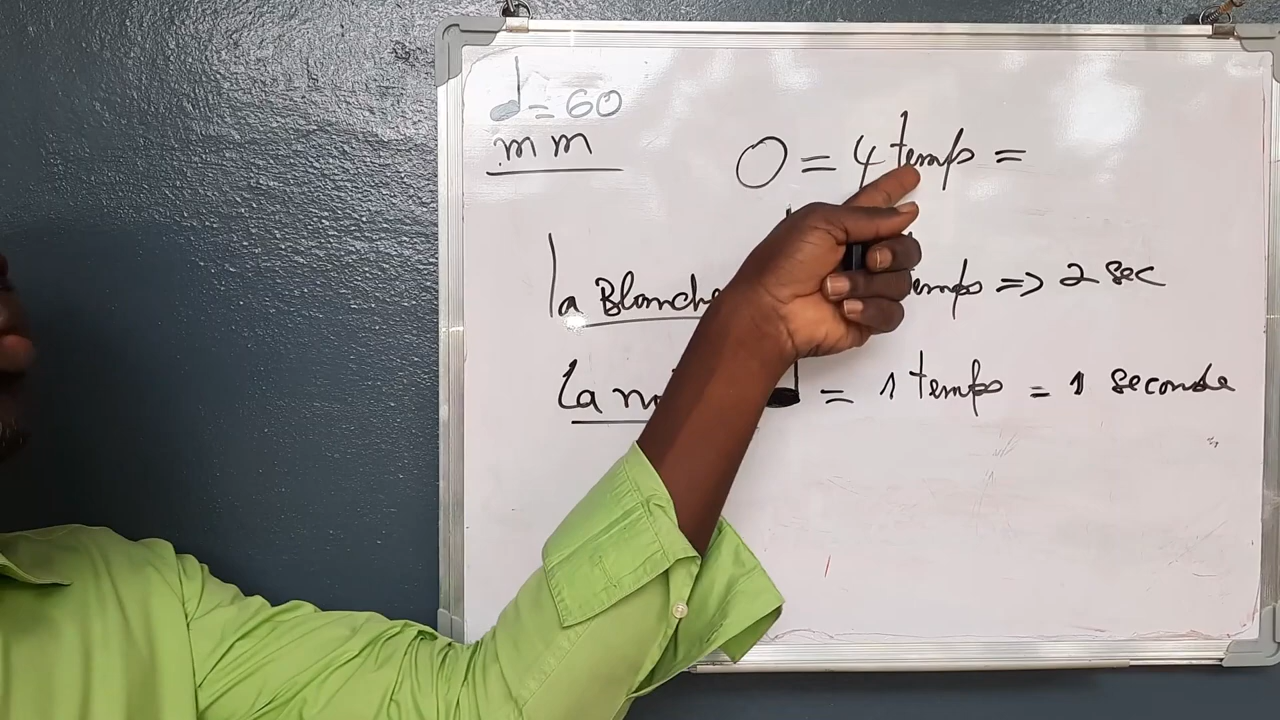 ♩= 60
mm
O = 4 temps =
la Blanche temps => 2 sec
la = 1 temps = 1 seconde